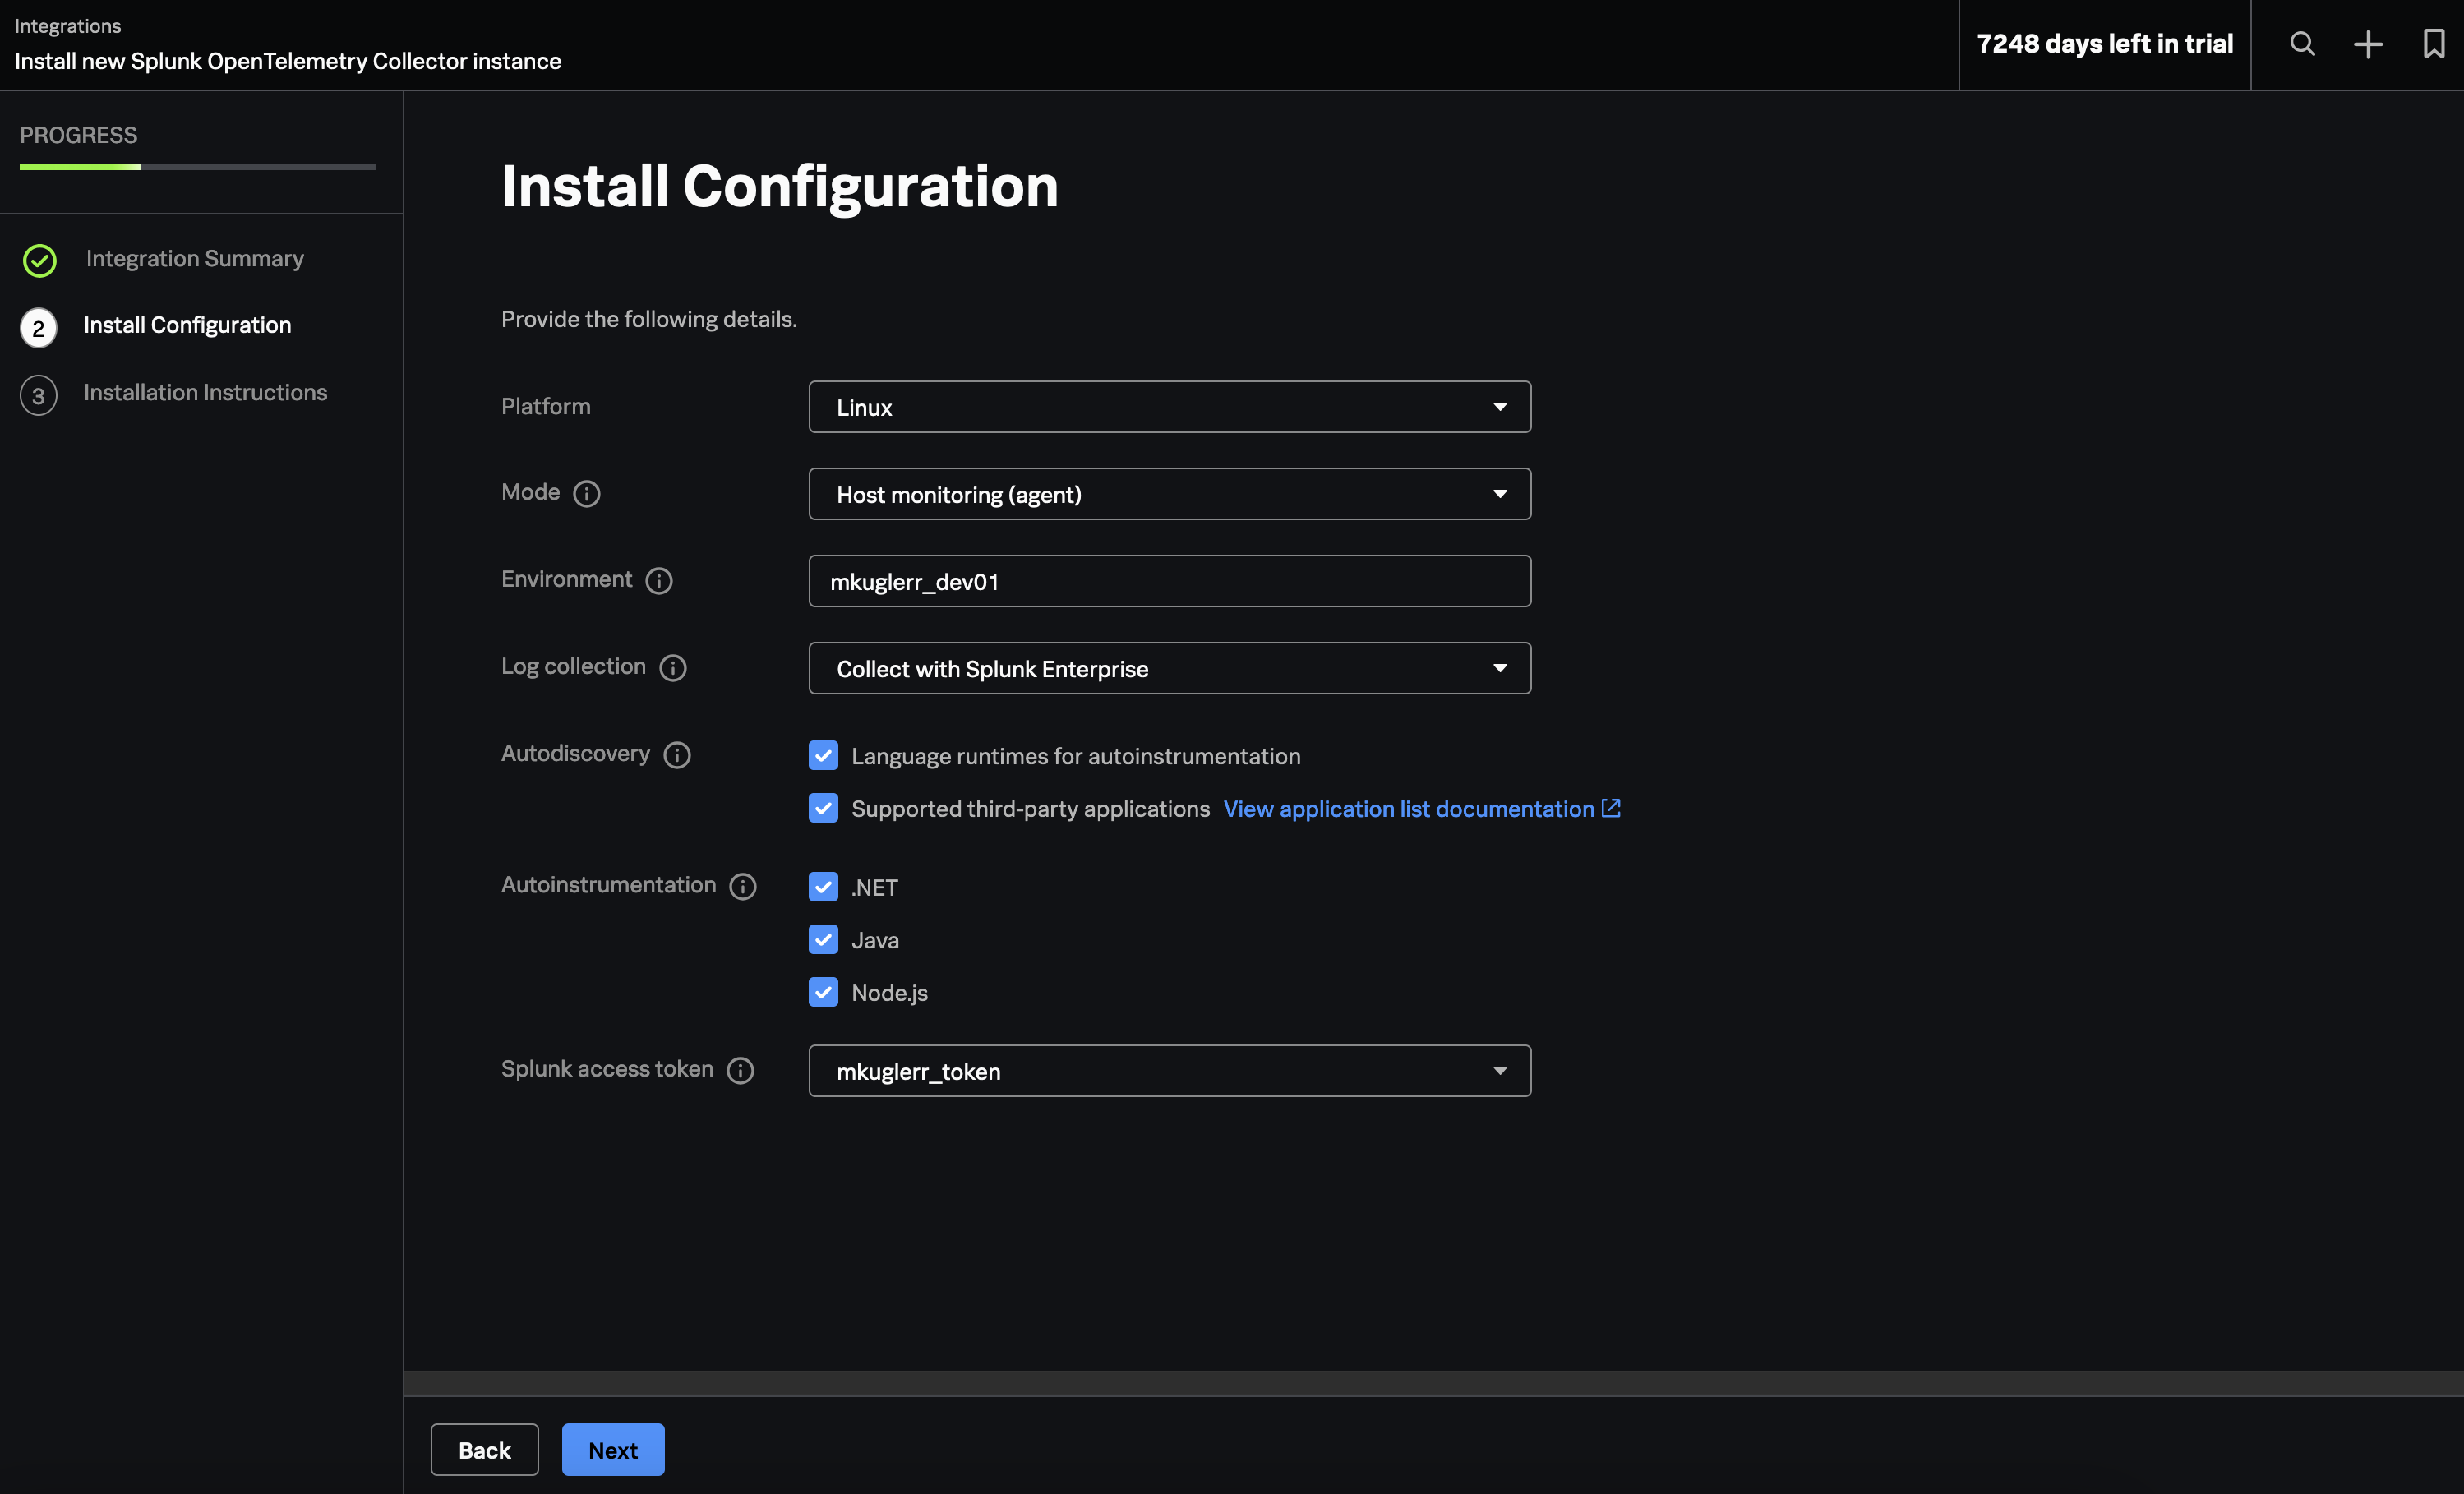 Integrations
Install new Splunk OpenTelemetry Collector instance
7248 days left in trial
PROGRESS
Integration Summary
2 Install Configuration
3 Installation Instructions
Install Configuration
Provide the following details.
Platform Linux
Mode Host monitoring (agent)
Environment mkuglerr_dev01
Log collection Collect with Splunk Enterprise
Autodiscovery Language runtimes for autoinstrumentation
Supported third-party applications View application list documentation
Autoinstrumentation .NET
Java
Node.js
Splunk access token mkuglerr_token
Back Next